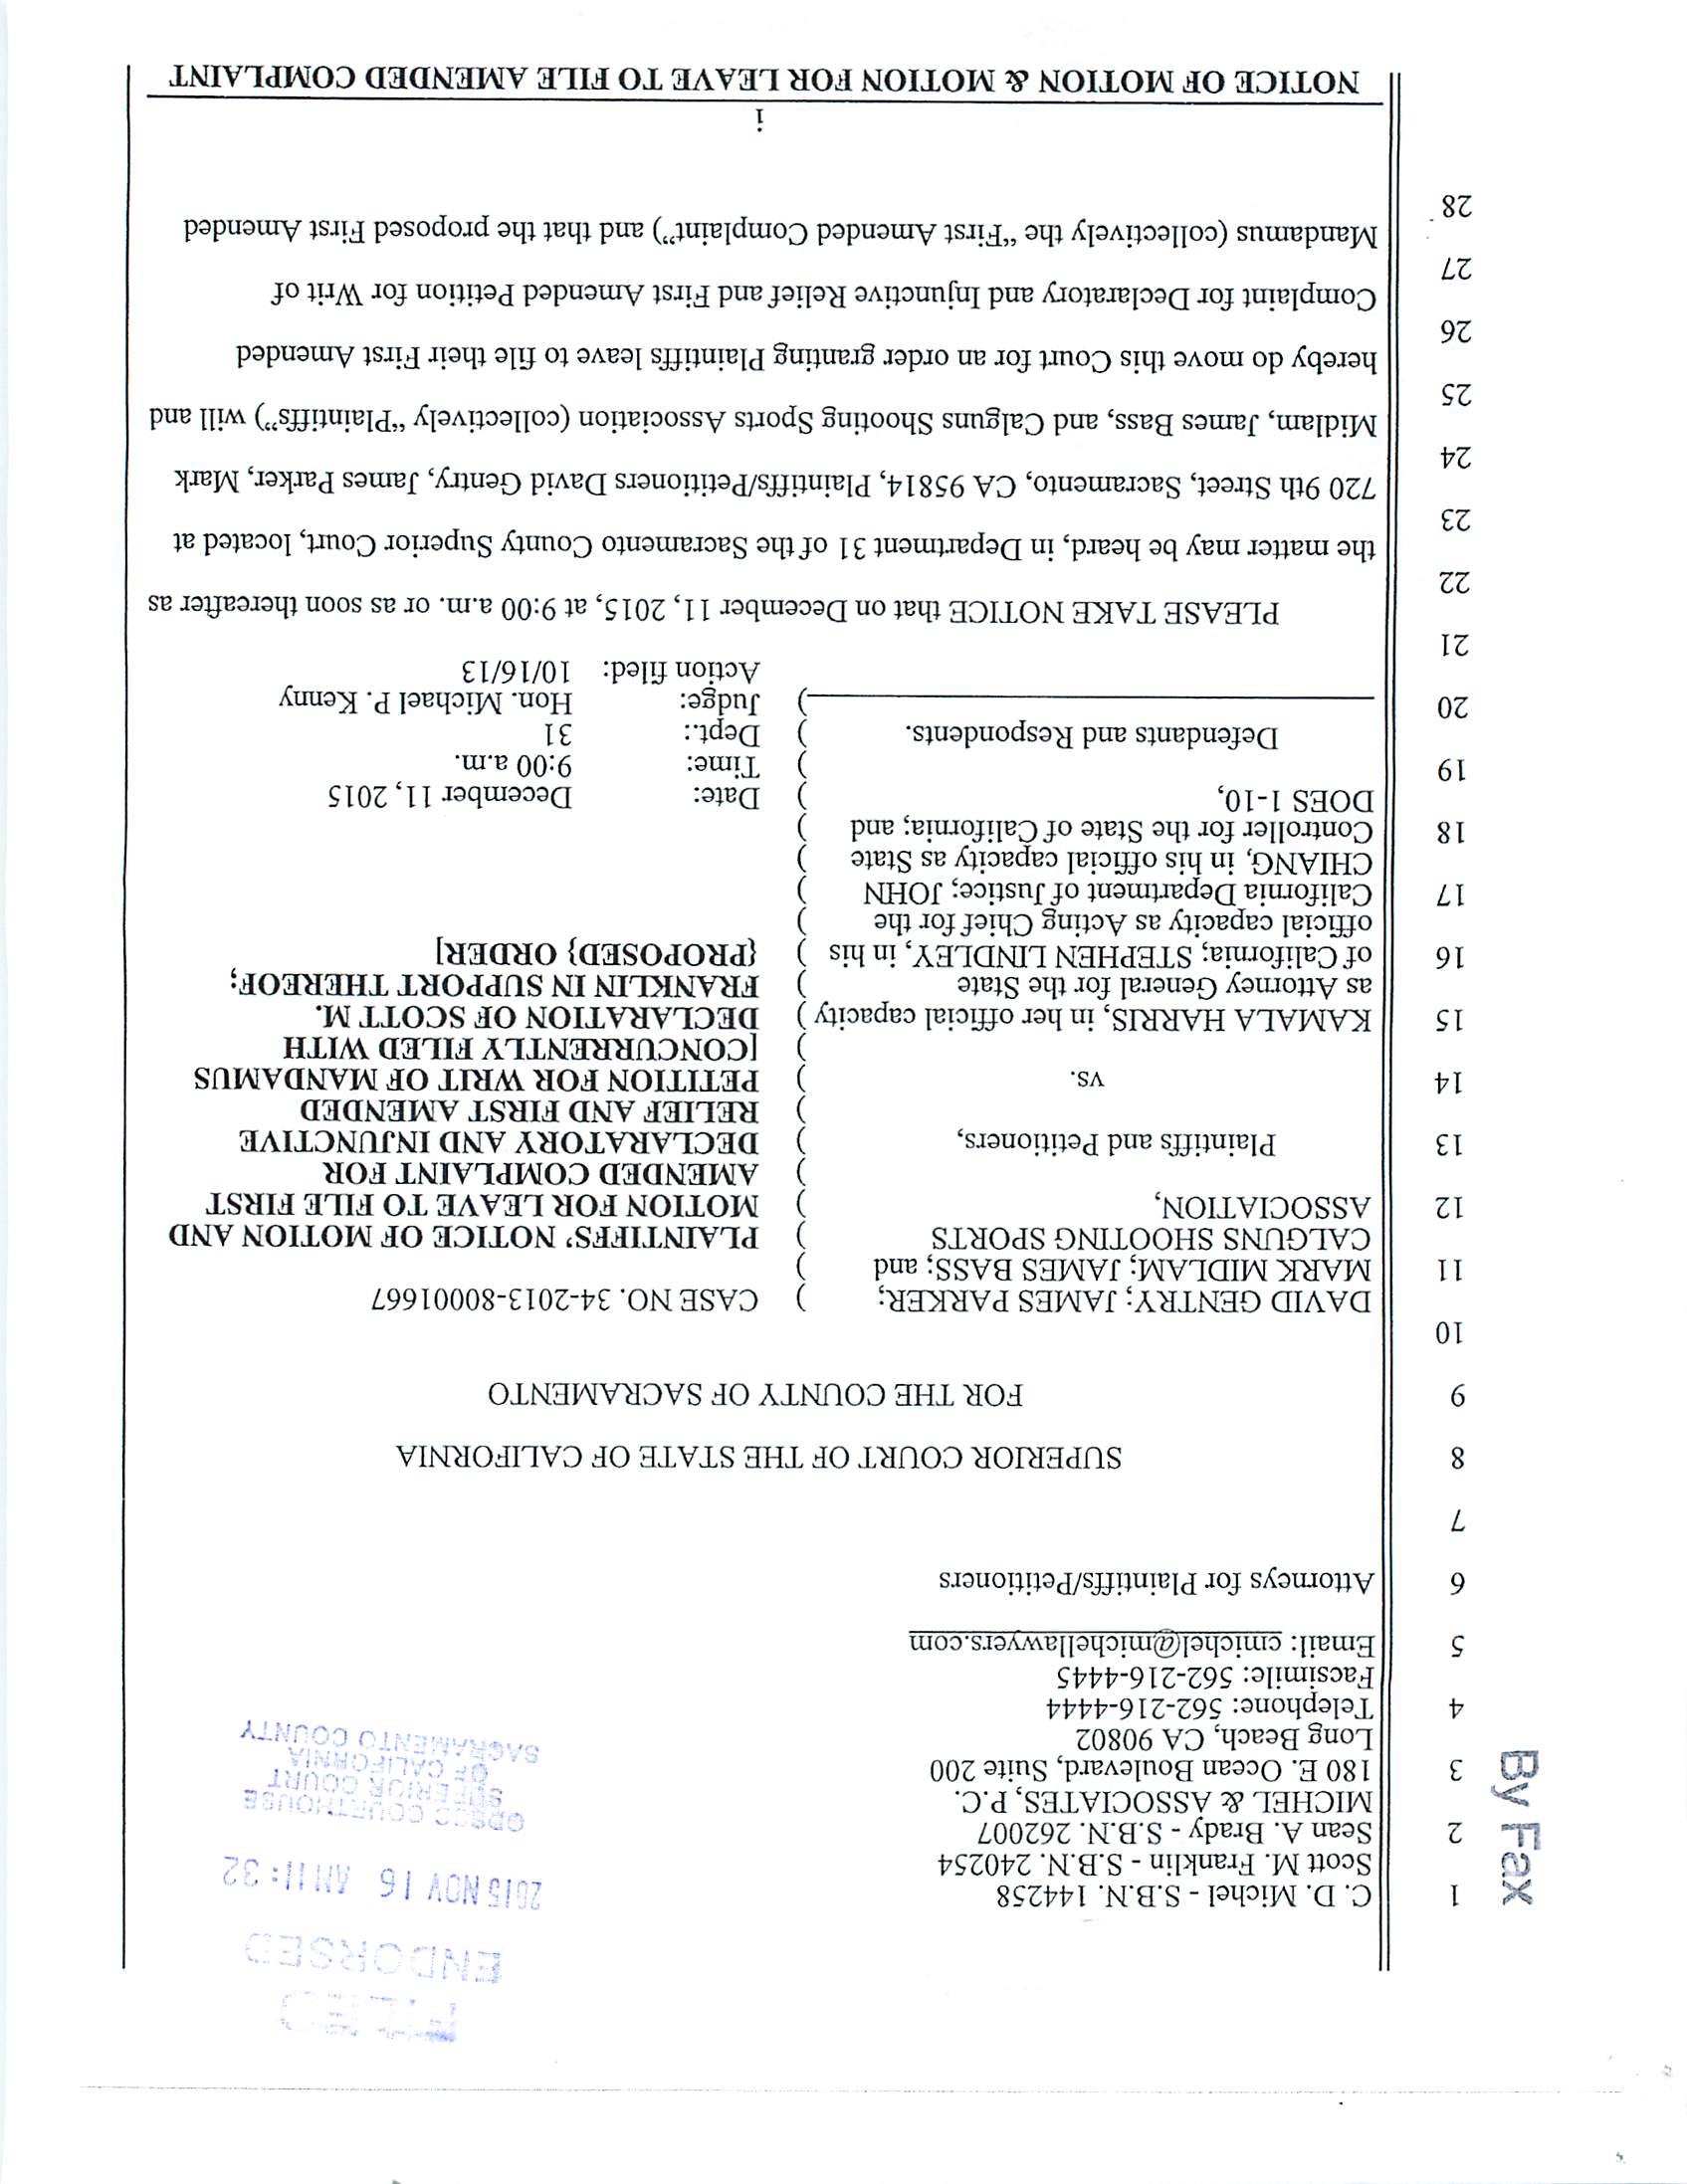 FILED
ENDORSED
2015 NOV 16 AM 11:32
GDSSC COURTHOUSE
SUPERIOR COURT
OF CALIFORNIA
SACRAMENTO COUNTY
By Fax
1 C. D. Michel - S.B.N. 144258
Scott M. Franklin - S.B.N. 240254
2 Sean A. Brady - S.B.N. 262007
MICHEL & ASSOCIATES, P.C.
3 180 E. Ocean Boulevard, Suite 200
Long Beach, CA 90802
4 Telephone: 562-216-4444
Facsimile: 562-216-4445
5 Email: cmichel@michellawyers.com
6 Attorneys for Plaintiffs/Petitioners
7
8 SUPERIOR COURT OF THE STATE OF CALIFORNIA
9 FOR THE COUNTY OF SACRAMENTO
10
DAVID GENTRY; JAMES PARKER; ) CASE NO. 34-2013-80001667
11 MARK MIDLAM; JAMES BASS; and )
CALGUNS SHOOTING SPORTS ) PLAINTIFFS' NOTICE OF MOTION AND
12 ASSOCIATION, ) MOTION FOR LEAVE TO FILE FIRST
) AMENDED COMPLAINT FOR
13 Plaintiffs and Petitioners, ) DECLARATORY AND INJUNCTIVE
) RELIEF AND FIRST AMENDED
14 vs. ) PETITION FOR WRIT OF MANDAMUS
) [CONCURRENTLY FILED WITH
15 KAMALA HARRIS, in her official capacity ) DECLARATION OF SCOTT M.
as Attorney General for the State ) FRANKLIN IN SUPPORT THEREOF;
16 of California; STEPHEN LINDLEY, in his ) {PROPOSED} ORDER]
official capacity as Acting Chief for the )
17 California Department of Justice; JOHN )
CHIANG, in his official capacity as State )
18 Controller for the State of California; and )
DOES 1-10, ) Date: December 11, 2015
19 ) Time: 9:00 a.m.
Defendants and Respondents. ) Dept.: 31
20 ) Judge: Hon. Michael P. Kenny
Action filed: 10/16/13
21
PLEASE TAKE NOTICE that on December 11, 2015, at 9:00 a.m. or as soon thereafter as
22
the matter may be heard, in Department 31 of the Sacramento County Superior Court, located at
23
720 9th Street, Sacramento, CA 95814, Plaintiffs/Petitioners David Gentry, James Parker, Mark
24
Midlam, James Bass, and Calguns Shooting Sports Association (collectively “Plaintiffs”) will and
25
hereby do move this Court for an order granting Plaintiffs leave to file their First Amended
26
Complaint for Declaratory and Injunctive Relief and First Amended Petition for Writ of
27
Mandamus (collectively the “First Amended Complaint”) and that the proposed First Amended
28
i
NOTICE OF MOTION & MOTION FOR LEAVE TO FILE AMENDED COMPLAINT